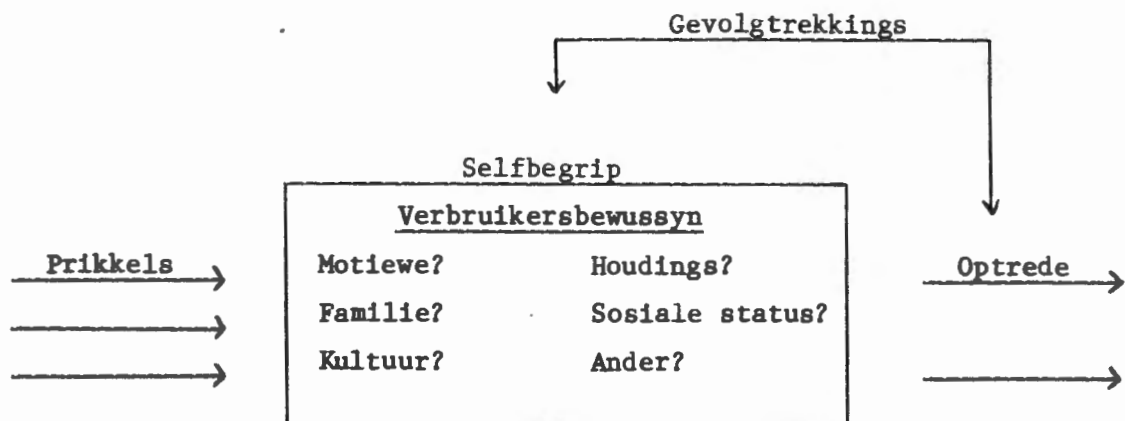 Gevolgtrekkings
Selfbegrip
Verbruikersbewussyn
Prikkels Motiewe? Houdings? Optrede
Familie? Sosiale status?
Kultuur? Ander?